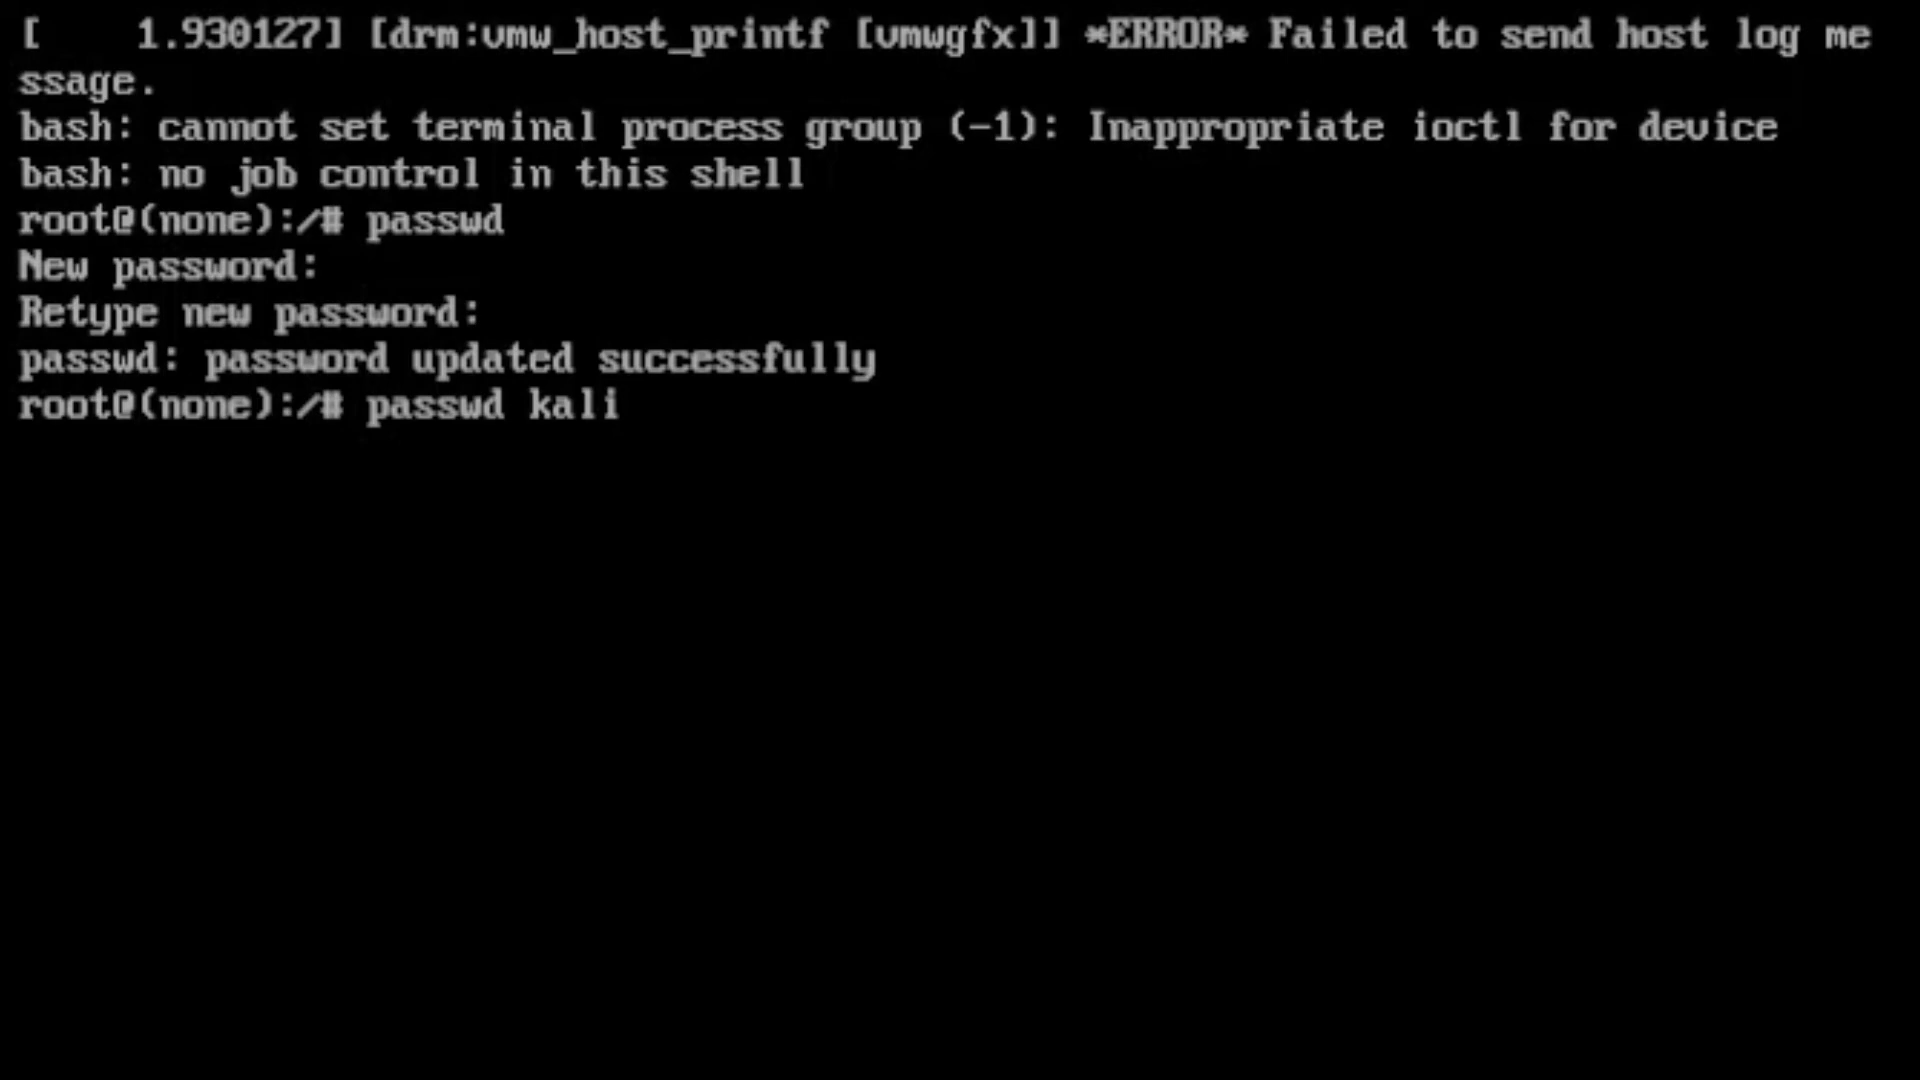 [    1.930127] [drm:vmw_host_printf [vmwgfx]] *ERROR* Failed to send host log me
ssage.
bash: cannot set terminal process group (-1): Inappropriate ioctl for device
bash: no job control in this shell
root@(none):/# passwd
New password:
Retype new password:
passwd: password updated successfully
root@(none):/# passwd kali